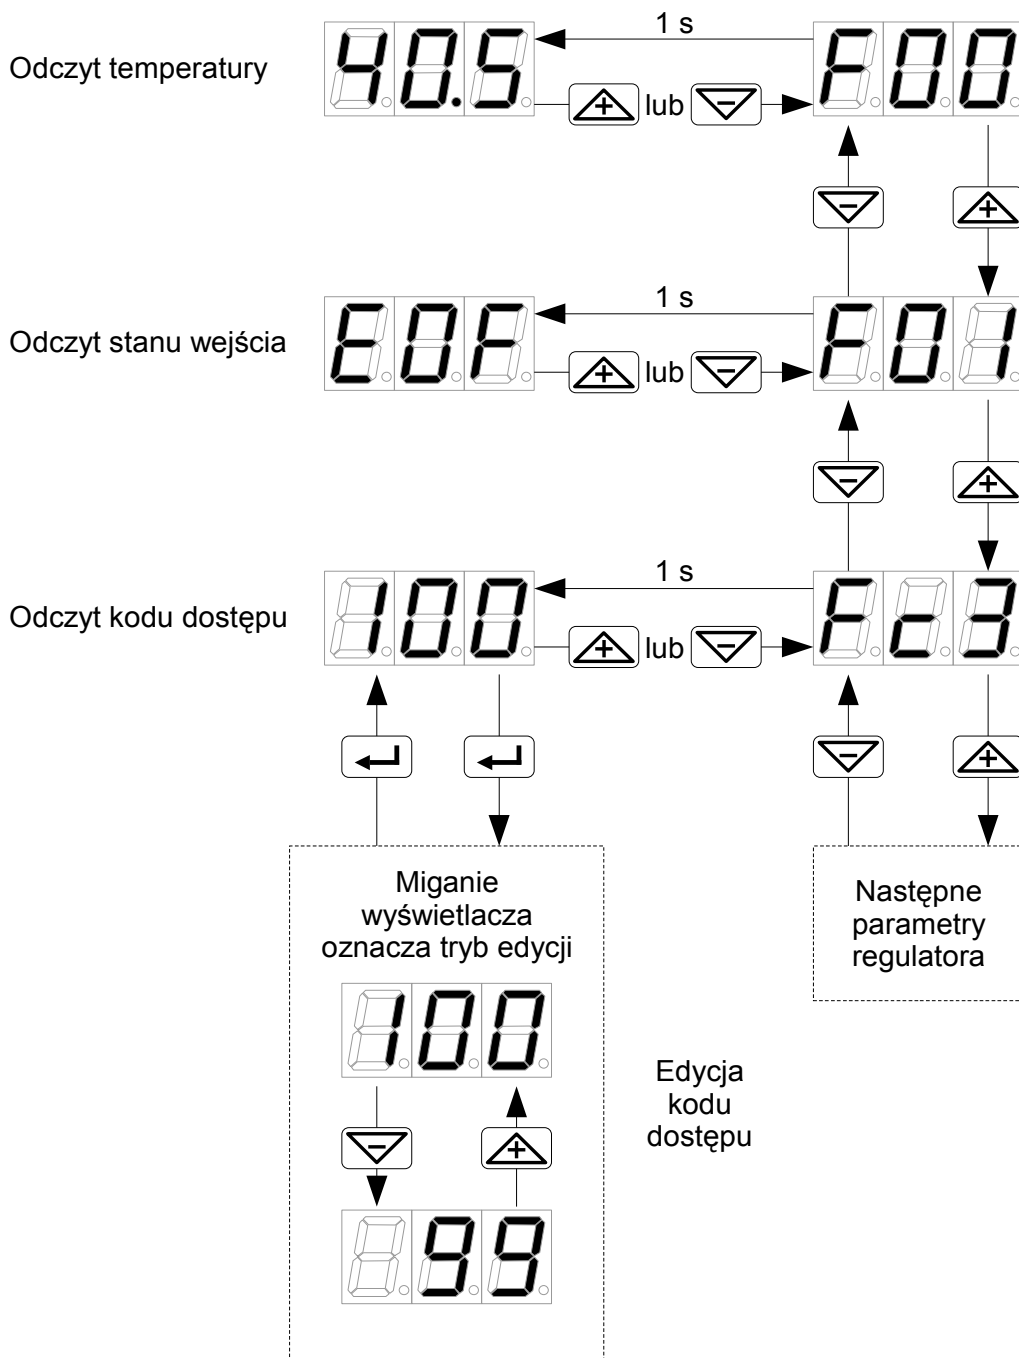 1 s
Odczyt temperatury 40.5 F00
+ lub −
−
+
1 s
Odczyt stanu wejścia E0F F01
+ lub −
−
+
1 s
Odczyt kodu dostępu 100 Fc3
+ lub −
−
+
Miganie
wyświetlacza
oznacza tryb edycji
Następne
parametry
regulatora
100
Edycja
kodu
dostępu
−
+
99